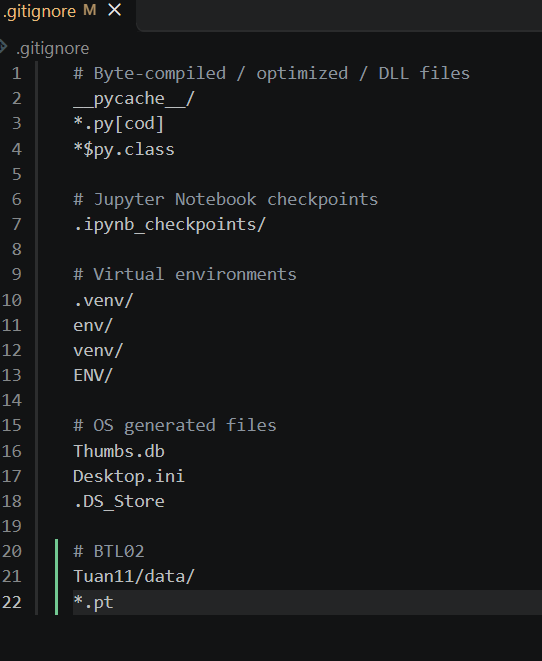 .gitignore M ×
.gitignore
1 # Byte-compiled / optimized / DLL files
2 __pycache__/
3 *.py[cod]
4 *$py.class
5
6 # Jupyter Notebook checkpoints
7 .ipynb_checkpoints/
8
9 # Virtual environments
10 .venv/
11 env/
12 venv/
13 ENV/
14
15 # OS generated files
16 Thumbs.db
17 Desktop.ini
18 .DS_Store
19
20 # BTL02
21 Tuan11/data/
22 *.pt